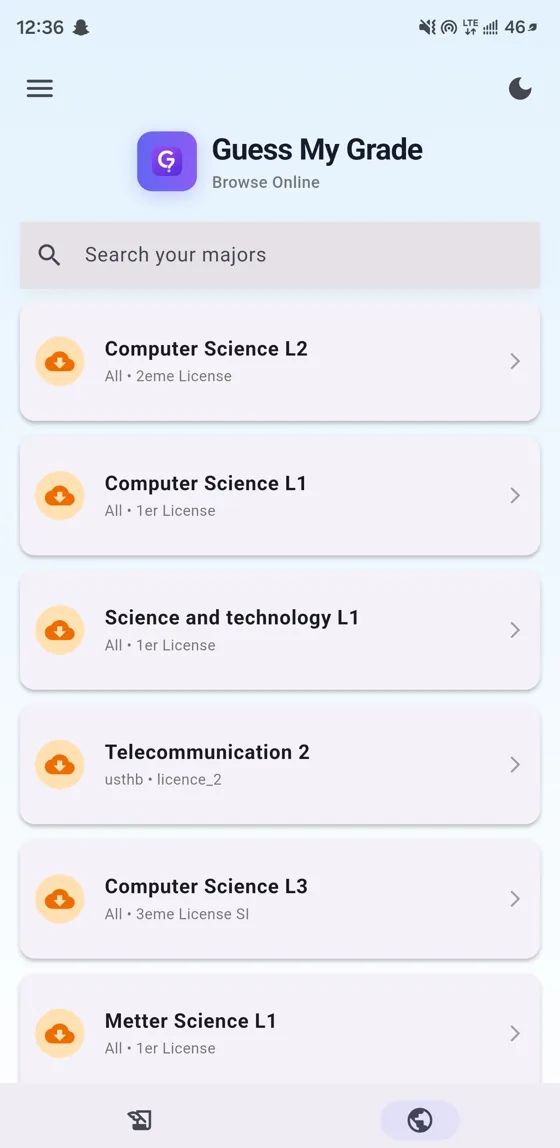 12:36
LTE
46
G?
Guess My Grade
Browse Online
Search your majors
Computer Science L2
All • 2eme License
Computer Science L1
All • 1er License
Science and technology L1
All • 1er License
Telecommunication 2
usthb • licence_2
Computer Science L3
All • 3eme License SI
Metter Science L1
All • 1er License